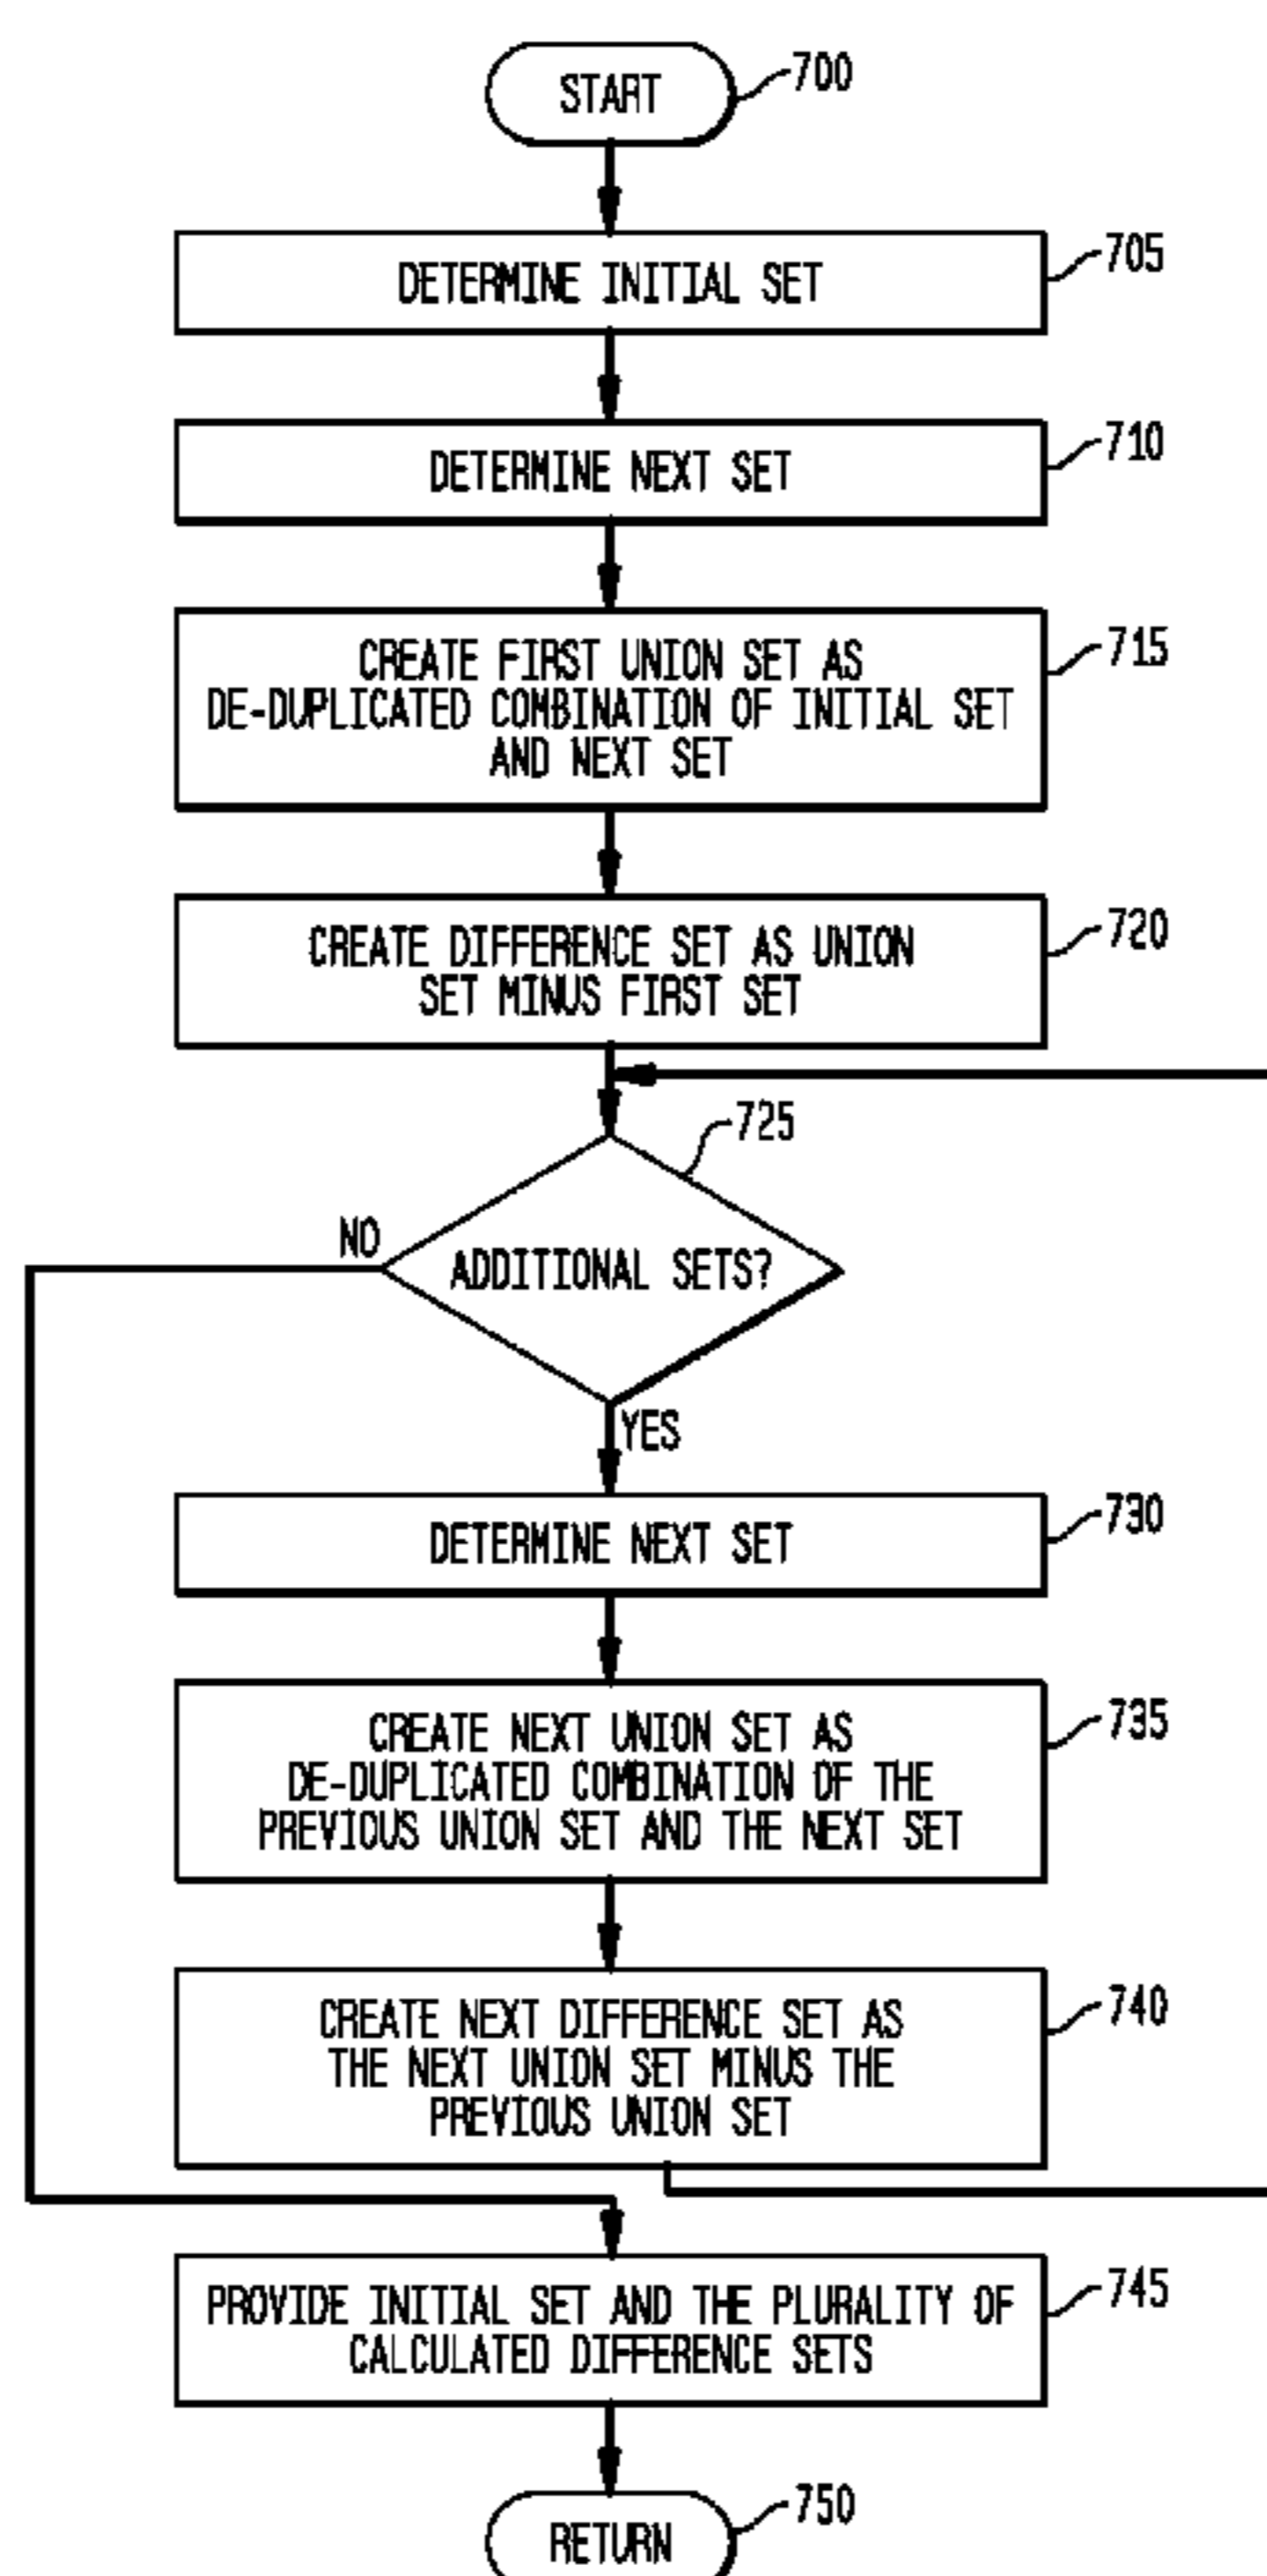 START
700
DETERMINE INITIAL SET
705
DETERMINE NEXT SET
710
CREATE FIRST UNION SET AS
DE-DUPLICATED COMBINATION OF INITIAL SET
AND NEXT SET
715
CREATE DIFFERENCE SET AS UNION
SET MINUS FIRST SET
720
725
NO
ADDITIONAL SETS?
YES
DETERMINE NEXT SET
730
CREATE NEXT UNION SET AS
DE-DUPLICATED COMBINATION OF THE
PREVIOUS UNION SET AND THE NEXT SET
735
CREATE NEXT DIFFERENCE SET AS
THE NEXT UNION SET MINUS THE
PREVIOUS UNION SET
740
PROVIDE INITIAL SET AND THE PLURALITY OF
CALCULATED DIFFERENCE SETS
745
RETURN
750